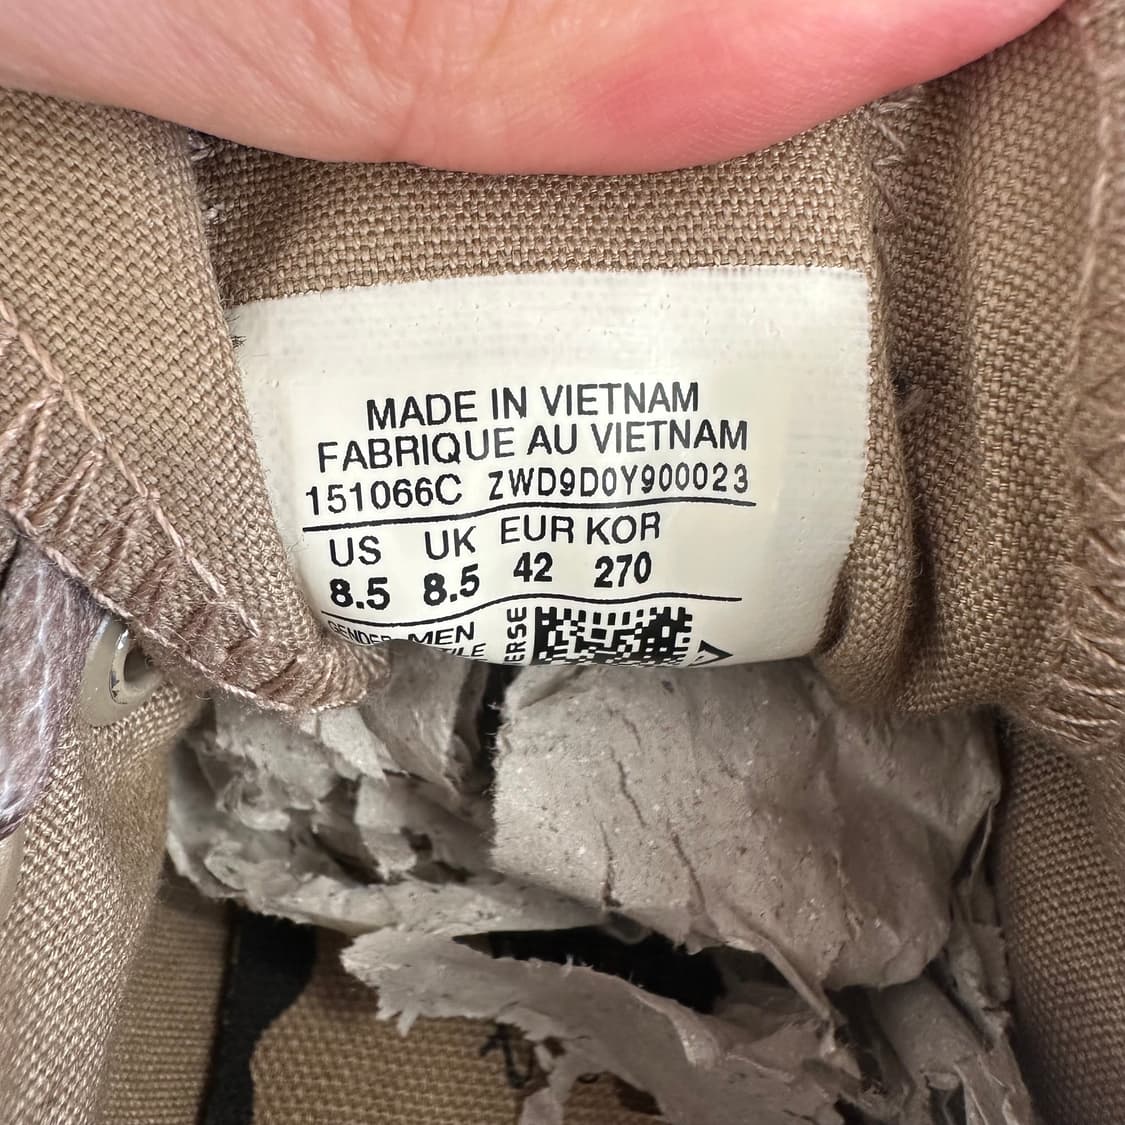 MADE IN VIETNAM
FABRIQUE AU VIETNAM
151066C ZWD9D0Y900023
US UK EUR KOR
8.5 8.5 42 270
GENDER MEN